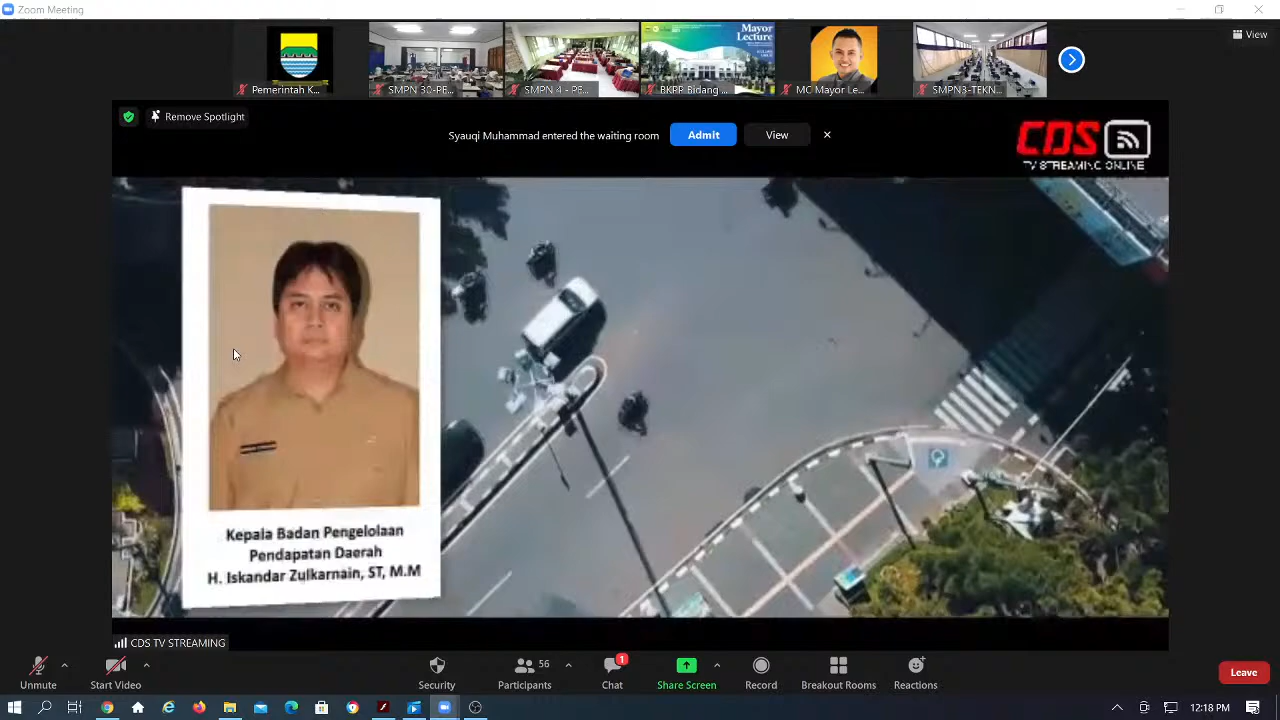 Zoom Meeting
View
Pemerintah K...
SMPN 30-PE...
SMPN 4 - PE...
Mayor
Lecture
BKPP Bidang ...
MC Mayor Le...
SMPN3-TEKN...
Remove Spotlight
Syauqi Muhammad entered the waiting room
Admit
View
CDS
TV STREAMING ONLINE
Kepala Badan Pengelolaan
Pendapatan Daerah
H. Iskandar Zulkarnain, ST, M.M
CDS TV STREAMING
Unmute
Start Video
Security
56
Participants
1
Chat
Share Screen
Record
Breakout Rooms
Reactions
Leave
12:18 PM